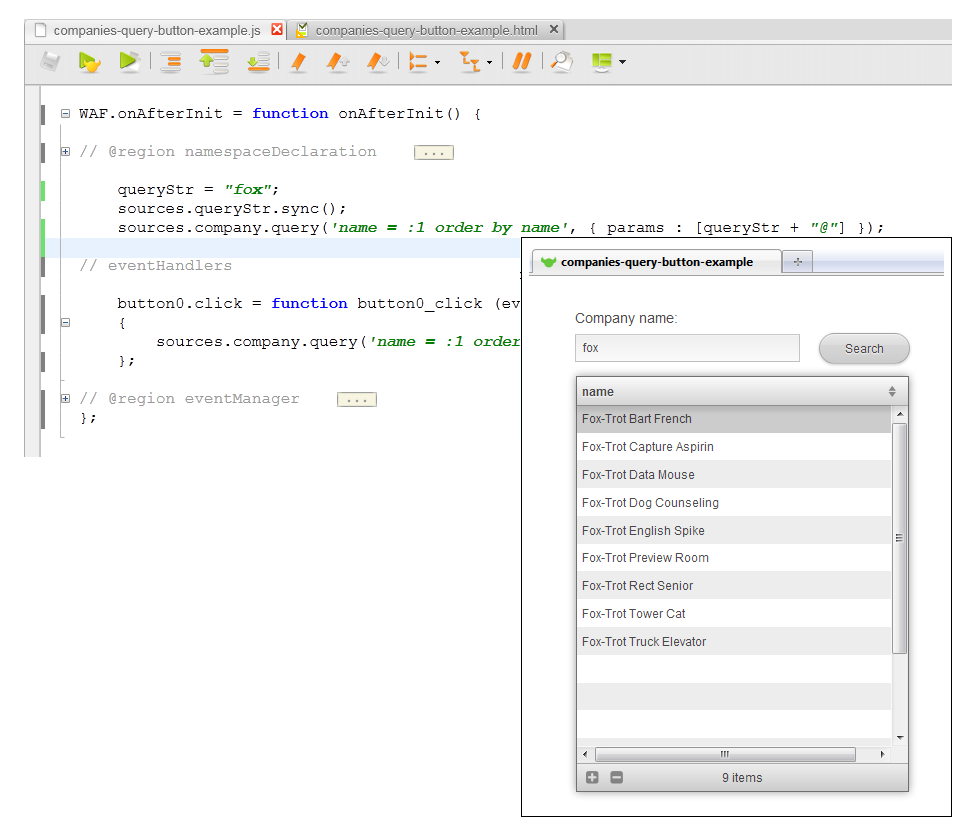 companies-query-button-example.js companies-query-button-example.html
WAF.onAfterInit = function onAfterInit() {
// @region namespaceDeclaration ...
queryStr = "fox";
sources.queryStr.sync();
sources.company.query('name = :1 order by name', { params : [queryStr + "@"] });
// eventHandlers
button0.click = function button0_click (ev
{
sources.company.query('name = :1 order
};
// @region eventManager ...
};
companies-query-button-example
Company name:
fox Search
name
Fox-Trot Bart French
Fox-Trot Capture Aspirin
Fox-Trot Data Mouse
Fox-Trot Dog Counseling
Fox-Trot English Spike
Fox-Trot Preview Room
Fox-Trot Rect Senior
Fox-Trot Tower Cat
Fox-Trot Truck Elevator
9 items